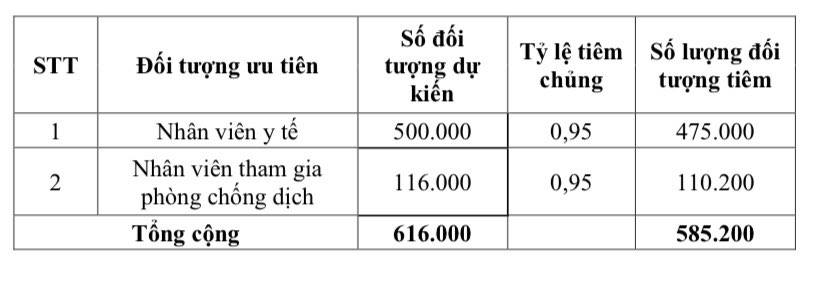 STT Đối tượng ưu tiên Số đối tượng dự kiến Tỷ lệ tiêm chủng Số lượng đối tượng tiêm
1 Nhân viên y tế 500.000 0,95 475.000
2 Nhân viên tham gia phòng chống dịch 116.000 0,95 110.200
Tổng cộng 616.000 585.200